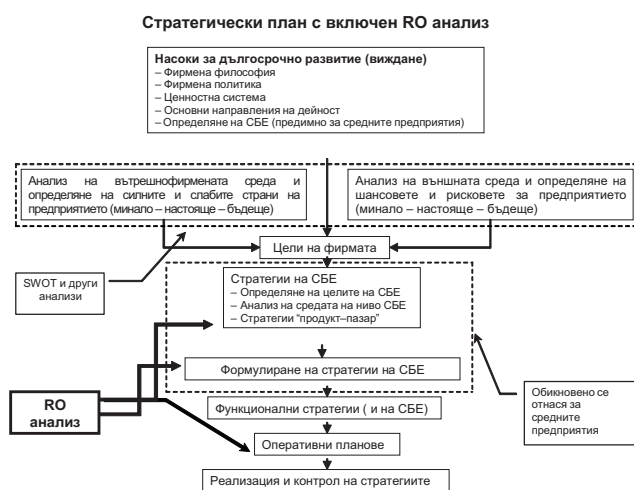 Стратегически план с включен RO анализ
Насоки за дългосрочно развитие (виждане)
– Фирмена философия
– Фирмена политика
– Ценностна система
– Основни направления на дейност
– Определяне на СБЕ (предимно за средните предприятия)
Анализ на вътрешнофирмената среда и
определяне на силните и слабите страни на
предприятието (минало – настояще – бъдеще)
Анализ на външната среда и определяне на
шансовете и рисковете за предприятието
(минало – настояще – бъдеще)
Цели на фирмата
SWOT и други
анализи
Стратегии на СБЕ
– Определяне на целите на СБЕ
– Анализ на средата на ниво СБЕ
– Стратегии “продукт–пазар”
Формулиране на стратегии на СБЕ
RO
анализ
Функционални стратегии ( и на СБЕ)
Обикновено се
отнася за
средните
предприятия
Оперативни планове
Реализация и контрол на стратегиите